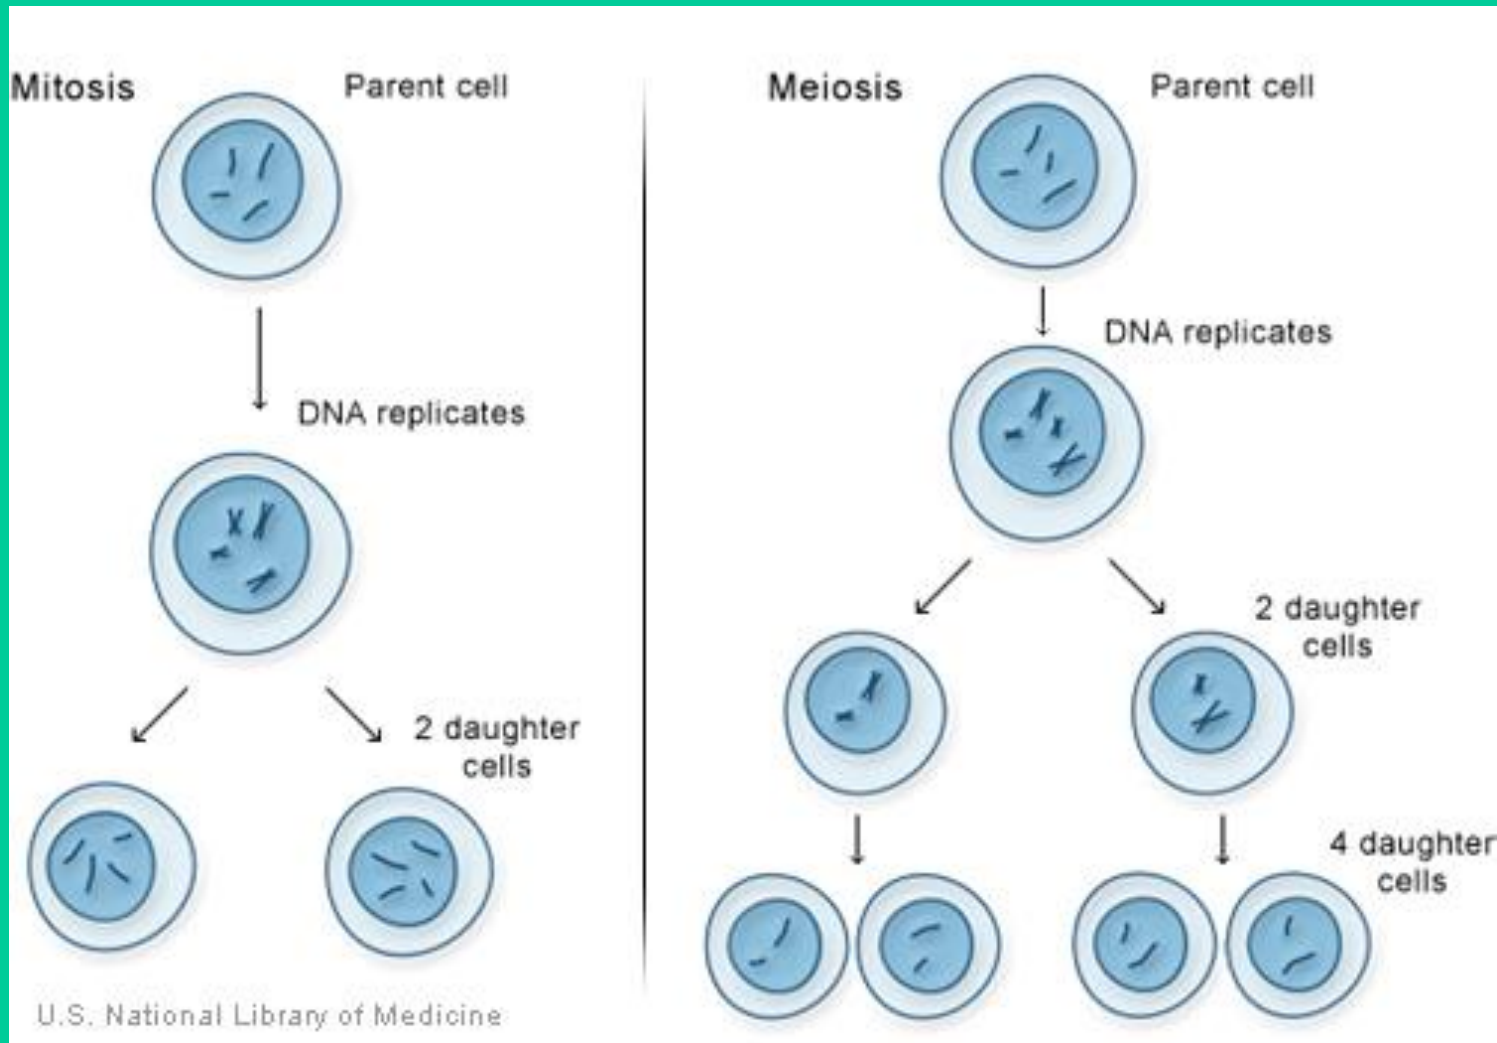 Mitosis
Parent cell
DNA replicates
2 daughter
cells
Meiosis
Parent cell
DNA replicates
2 daughter
cells
4 daughter
cells
U.S. National Library of Medicine